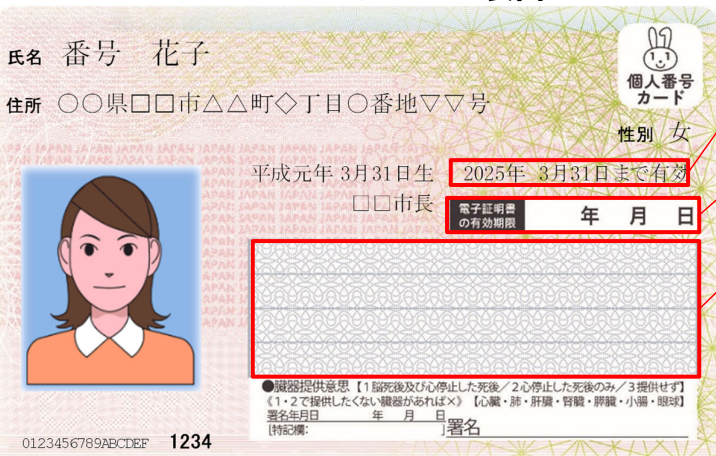 氏名 番号 花子
個人番号
カード
住所 ○○県□□市△△町◇丁目○番地▽▽号
性別 女
平成元年 3月31日生 2025年 3月31日まで有効
□□市長
電子証明書
の有効期限
年 月 日
●臓器提供意思【1 脳死後及び心停止した死後／2 心停止した死後のみ／3 提供せず】
《1・2で提供したくない臓器があれば×》【心臓・肺・肝臓・腎臓・膵臓・小腸・眼球】
署名年月日 年 月 日
[特記欄: ]署名
0123456789ABCDEF 1234